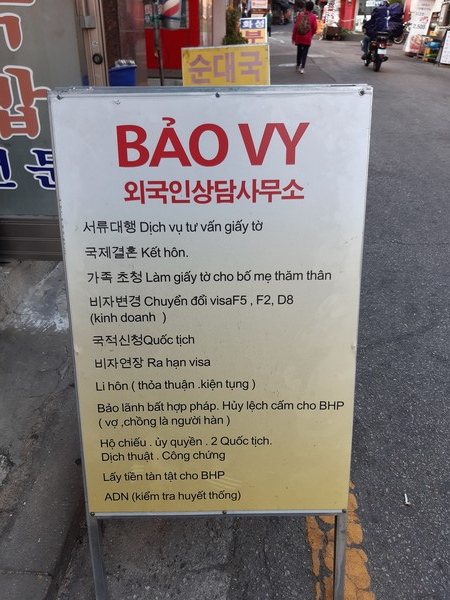 화성
순대국
BẢO VY
외국인상담사무소
서류대행 Dịch vụ tư vấn giấy tờ
국제결혼 Kết hôn.
가족 초청 Làm giấy tờ cho bố mẹ thăm thân
비자변경 Chuyển đổi visaF5 , F2, D8
(kinh doanh )
국적신청Quốc tịch
비자연장 Ra hạn visa
Li hôn ( thỏa thuận .kiện tụng )
Bảo lãnh bất hợp pháp. Hủy lệch cấm cho BHP
( vợ ,chồng là người hàn )
Hộ chiếu . ủy quyền . 2 Quốc tịch.
Dịch thuật . Công chứng
Lấy tiền tàn tật cho BHP
ADN (kiểm tra huyết thống)